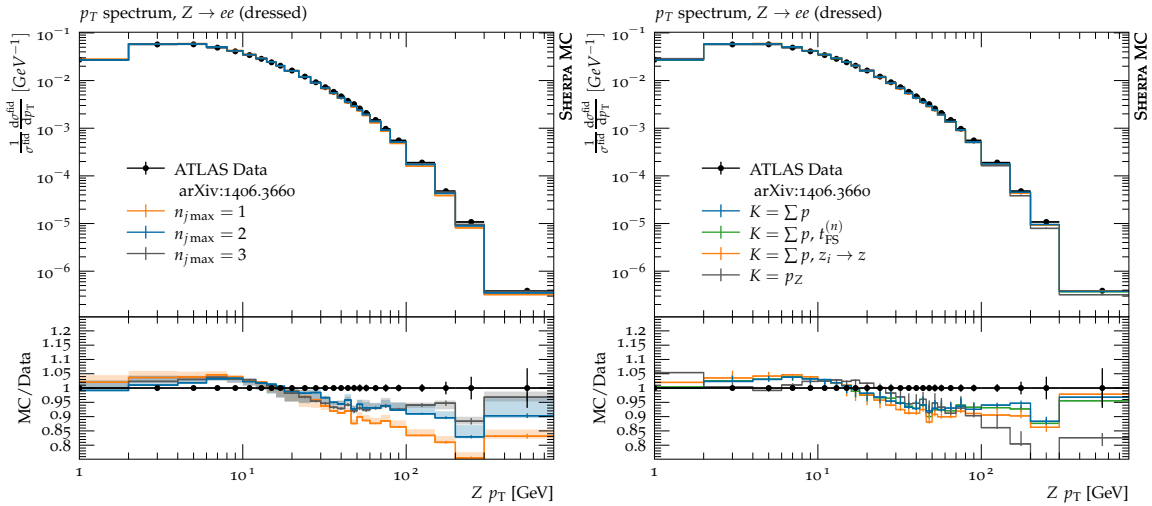 p_T spectrum, Z → ee (dressed)
SHERPA MC
1/σ^fid dσ^fid/dp_T [GeV^−1]
10^−1
10^−2
10^−3
10^−4
10^−5
10^−6
ATLAS Data
arXiv:1406.3660
n_j max = 1
n_j max = 2
n_j max = 3
MC/Data
1.2
1.15
1.1
1.05
1
0.95
0.9
0.85
0.8
1
10^1
10^2
Z p_T [GeV]
p_T spectrum, Z → ee (dressed)
SHERPA MC
1/σ^fid dσ^fid/dp_T [GeV^−1]
10^−1
10^−2
10^−3
10^−4
10^−5
10^−6
ATLAS Data
arXiv:1406.3660
K = ∑ p
K = ∑ p, t_FS^(n)
K = ∑ p, z_i → z
K = p_Z
MC/Data
1.2
1.15
1.1
1.05
1
0.95
0.9
0.85
0.8
1
10^1
10^2
Z p_T [GeV]